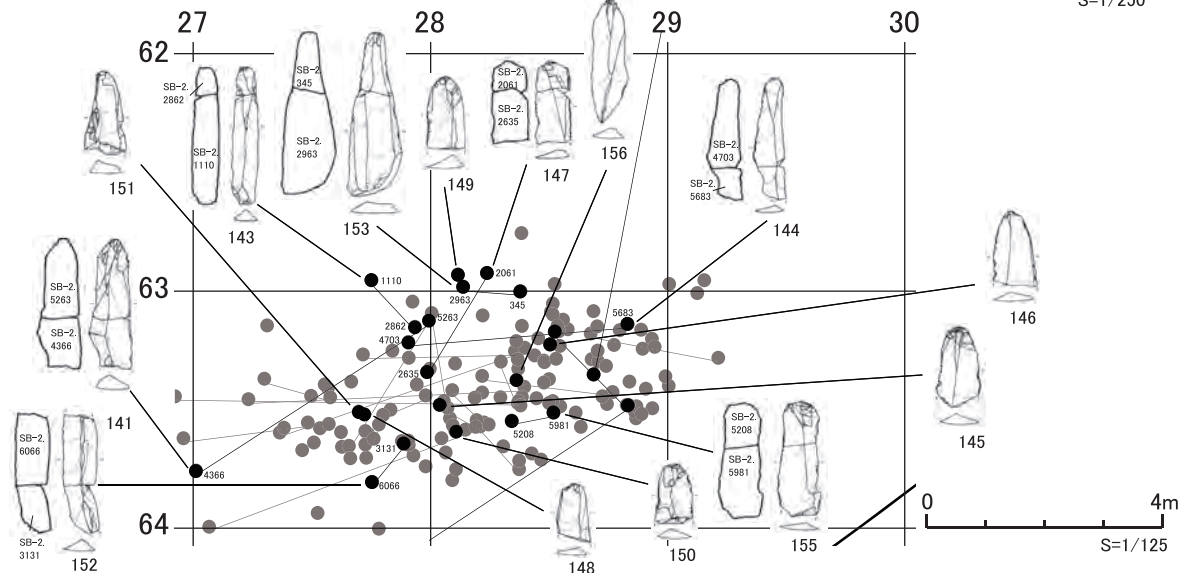 S=1/250
27 28 29 30
62
63
64
SB-2.
2862
SB-2.
1110
143
SB-2.
345
SB-2.
2963
153
149
SB-2.
2061
SB-2.
2635
147
156
SB-2.
4703
SB-2.
5683
144
151
146
145
SB-2.
5263
SB-2.
4366
141
SB-2.
6066
SB-2.
3131
152
1110
2963
2061
345
2862
5263
4703
5683
2635
5208
5981
3131
4366
6066
148
150
SB-2.
5208
SB-2.
5981
155
0 4m
S=1/125